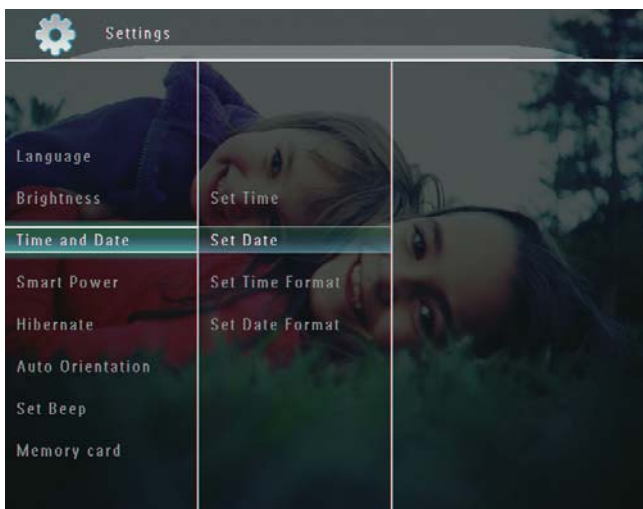 Settings
Language
Brightness
Time and Date
Smart Power
Hibernate
Auto Orientation
Set Beep
Memory card
Set Time
Set Date
Set Time Format
Set Date Format